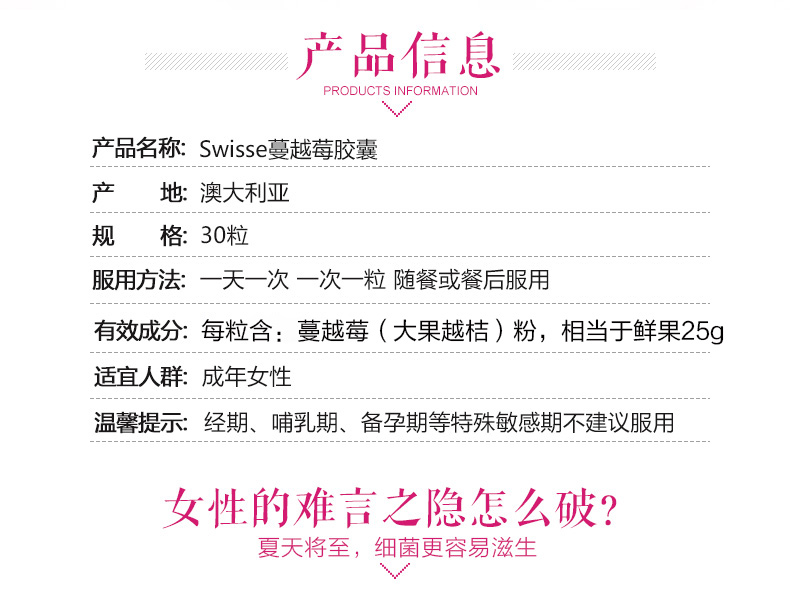 产品信息
PRODUCTS INFORMATION
产品名称: Swisse蔓越莓胶囊
产 地: 澳大利亚
规 格: 30粒
服用方法: 一天一次 一次一粒 随餐或餐后服用
有效成分: 每粒含：蔓越莓（大果越桔）粉，相当于鲜果25g
适宜人群: 成年女性
温馨提示: 经期、哺乳期、备孕期等特殊敏感期不建议服用
女性的难言之隐怎么破?
夏天将至，细菌更容易滋生